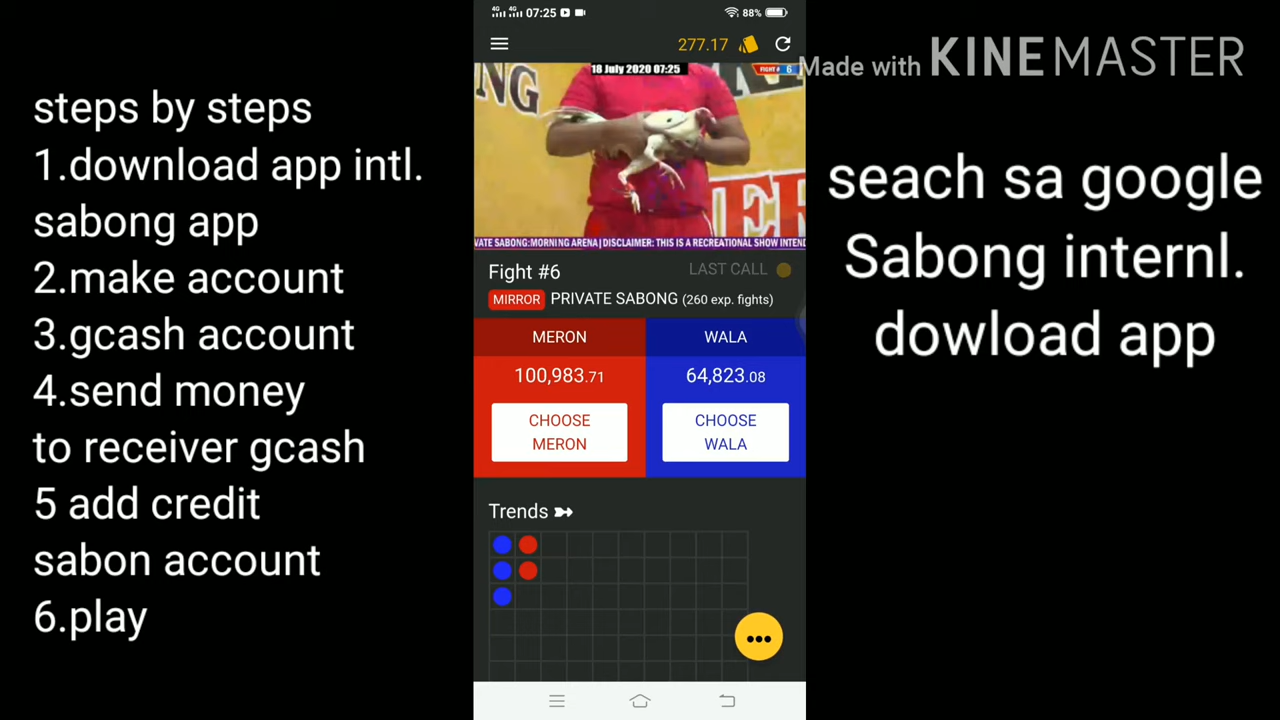 steps by steps
1.download app intl.
sabong app
2.make account
3.gcash account
4.send money
to receiver gcash
5 add credit
sabon account
6.play
4G 4G 07:25
88%
277.17
18 July 2020 07:25
FIGHT # 6
VATE SABONG:MORNING ARENA| DISCLAIMER: THIS IS A RECREATIONAL SHOW INTEND
Fight #6
LAST CALL
MIRROR PRIVATE SABONG (260 exp. fights)
MERON
WALA
100,983.71
64,823.08
CHOOSE
MERON
CHOOSE
WALA
Trends
Made with KINEMASTER
seach sa google
Sabong internl.
dowload app